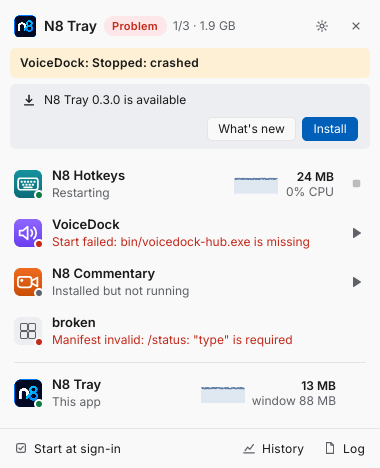 n8 N8 Tray Problem 1/3 · 1.9 GB
VoiceDock: Stopped: crashed
N8 Tray 0.3.0 is available
What's new Install
N8 Hotkeys 24 MB
Restarting 0% CPU
VoiceDock
Start failed: bin/voicedock-hub.exe is missing
N8 Commentary
Installed but not running
broken
Manifest invalid: /status: "type" is required
n8 N8 Tray 13 MB
This app window 88 MB
Start at sign-in History Log